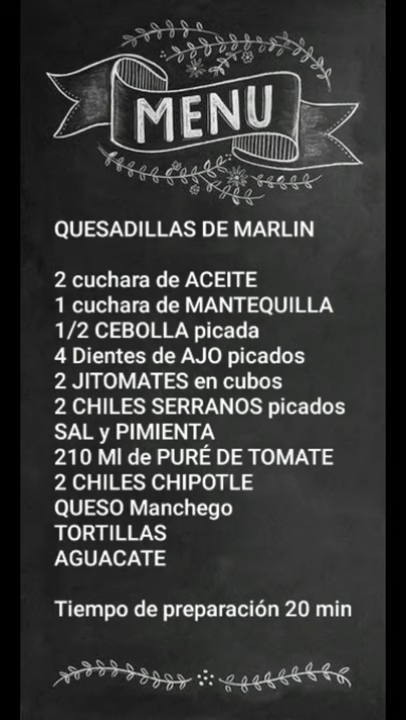 MENU
QUESADILLAS DE MARLIN
2 cuchara de ACEITE
1 cuchara de MANTEQUILLA
1/2 CEBOLLA picada
4 Dientes de AJO picados
2 JITOMATES en cubos
2 CHILES SERRANOS picados
SAL y PIMIENTA
210 Ml de PURÉ DE TOMATE
2 CHILES CHIPOTLE
QUESO Manchego
TORTILLAS
AGUACATE
Tiempo de preparación 20 min